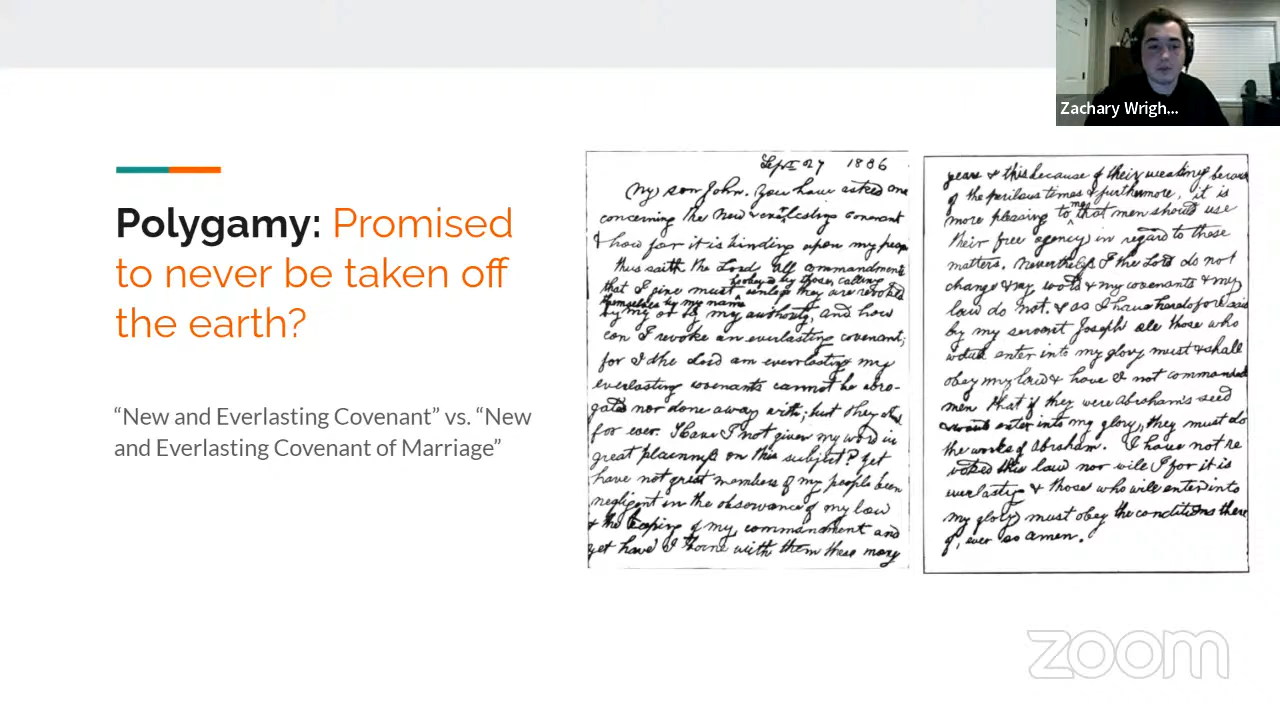 Zachary Wrigh...
Polygamy: Promised
to never be taken off
the earth?
“New and Everlasting Covenant” vs. “New
and Everlasting Covenant of Marriage”
Sept 27 1886
My son John. You have asked me
concerning the New & everlasting covenant
& how far it is binding upon my people
thus saith the Lord all commandments
that I give must be obeyed by those calling
themselves by my name unless they are revoked
by my or by my authority, and how
can I revoke an everlasting covenant;
for I the Lord am everlasting my
everlasting covenants cannot be abro-
gated nor done away with; but they stand
for ever. Have I not given my word in
great plainness on this subject? Yet
have not great members of my people been
negligent in the observance of my law
& the keeping of my commandment and
yet have I borne with them these many
years & this because of their weakness because
of the perilous times & furthermore, it is
more pleasing to me that men should use
their free agency in regard to these
matters. Nevertheless I the Lord do not
change & my word & my covenants & my
law do not. & as I have heretofore said
by my servant Joseph all those who
would enter into my glory must & shall
obey my law & have I not commanded
men that if they were Abraham's seed
& would enter into my glory, they must do
the works of Abraham. I have not re
voked this law nor will I for it is
everlasting & those who will enter into
my glory must obey the conditions there
of, ever so amen.
zoom